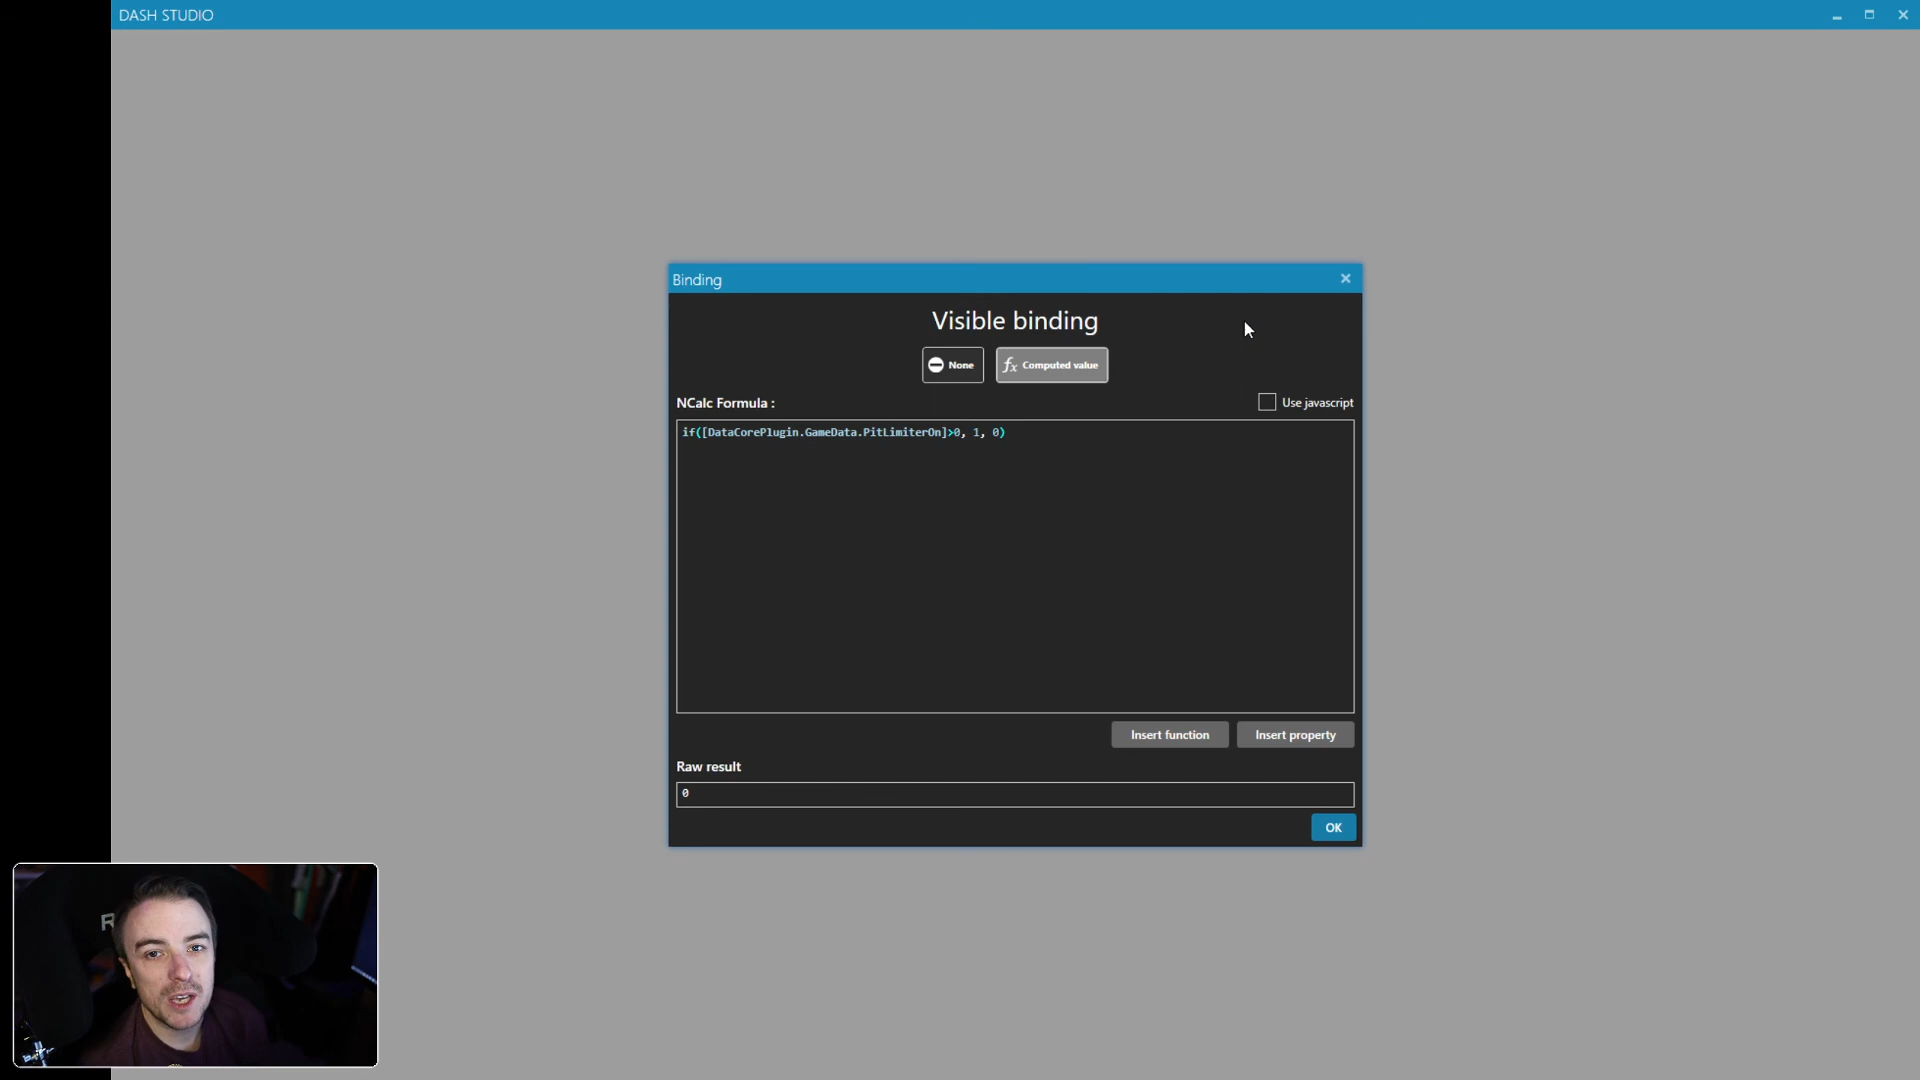 DASH STUDIO
Binding
Visible binding
None
fx Computed value
NCalc Formula :
Use javascript
if([DataCorePlugin.GameData.PitLimiterOn]>0, 1, 0)
Insert function
Insert property
Raw result
0
OK
R